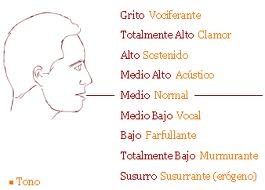 Grito Vociferante
Totalmente Alto Clamor
Alto Sostenido
Medio Alto Acústico
Medio Normal
Medio Bajo Vocal
Bajo Farfullante
Totalmente Bajo Murmurante
Susurro Susurrante (erógeno)
Tono